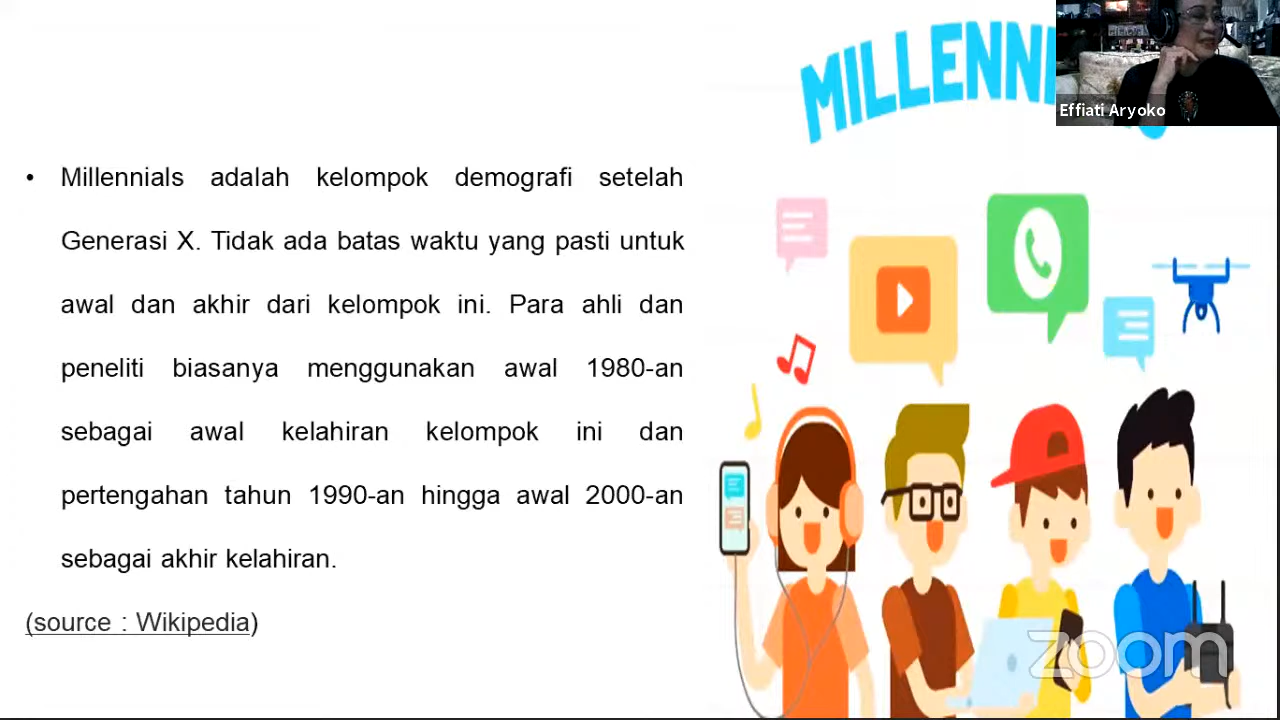 MILLENNI
Effiati Aryoko
• Millennials adalah kelompok demografi setelah
Generasi X. Tidak ada batas waktu yang pasti untuk
awal dan akhir dari kelompok ini. Para ahli dan
peneliti biasanya menggunakan awal 1980-an
sebagai awal kelahiran kelompok ini dan
pertengahan tahun 1990-an hingga awal 2000-an
sebagai akhir kelahiran.
(source : Wikipedia)
zoom